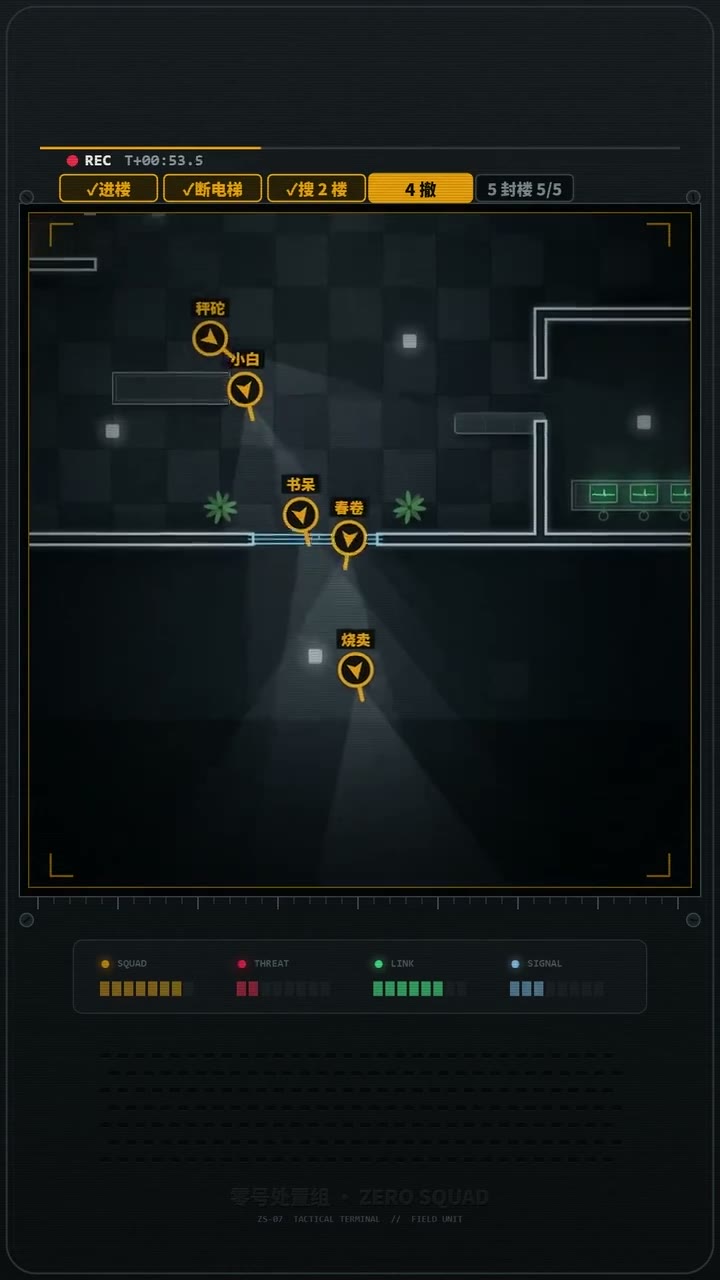 REC T+00:53.5
✓进楼 ✓断电梯 ✓搜 2 楼 4 撤 5 封楼 5/5
秤砣
小白
书呆
春卷
烧卖
SQUAD THREAT LINK SIGNAL
零号处置组 · ZERO SQUAD
ZS-07 TACTICAL TERMINAL // FIELD UNIT